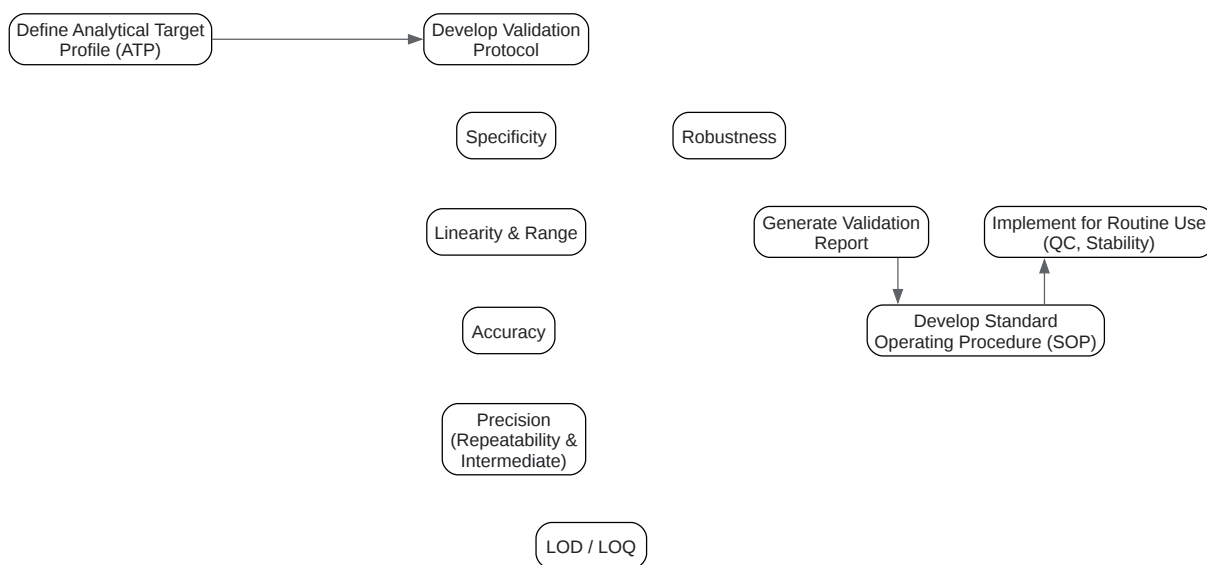 Define Analytical Target
Profile (ATP)
Develop Validation
Protocol
Specificity
Robustness
Linearity & Range
Generate Validation
Report
Implement for Routine Use
(QC, Stability)
Accuracy
Develop Standard
Operating Procedure (SOP)
Precision
(Repeatability &
Intermediate)
LOD / LOQ